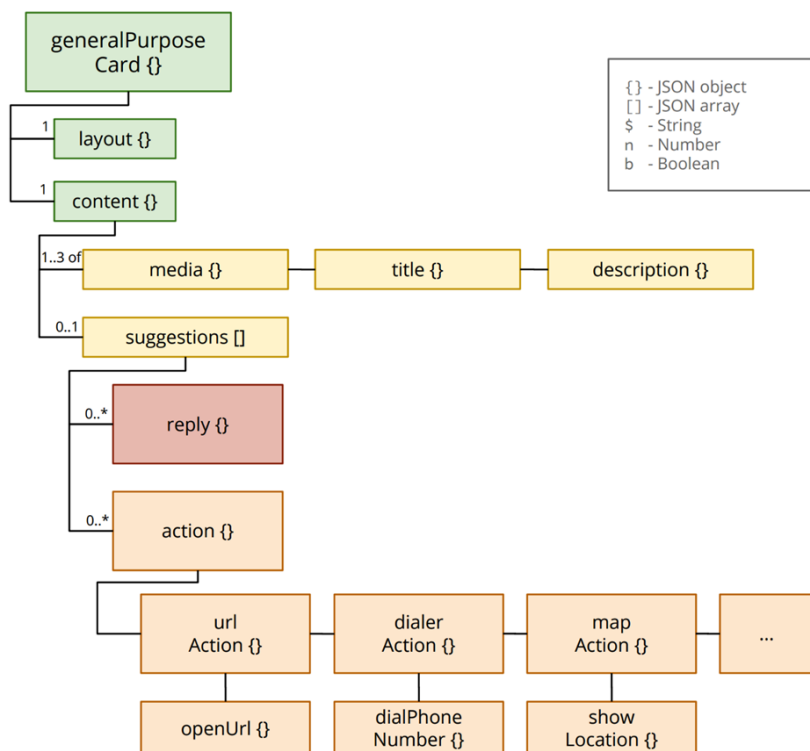 generalPurpose
Card {}
{} - JSON object
[] - JSON array
$ - String
n - Number
b - Boolean
1
layout {}
1
content {}
1..3 of
media {}
title {}
description {}
0..1
suggestions []
0..*
reply {}
0..*
action {}
url
Action {}
dialer
Action {}
map
Action {}
...
openUrl {}
dialPhone
Number {}
show
Location {}